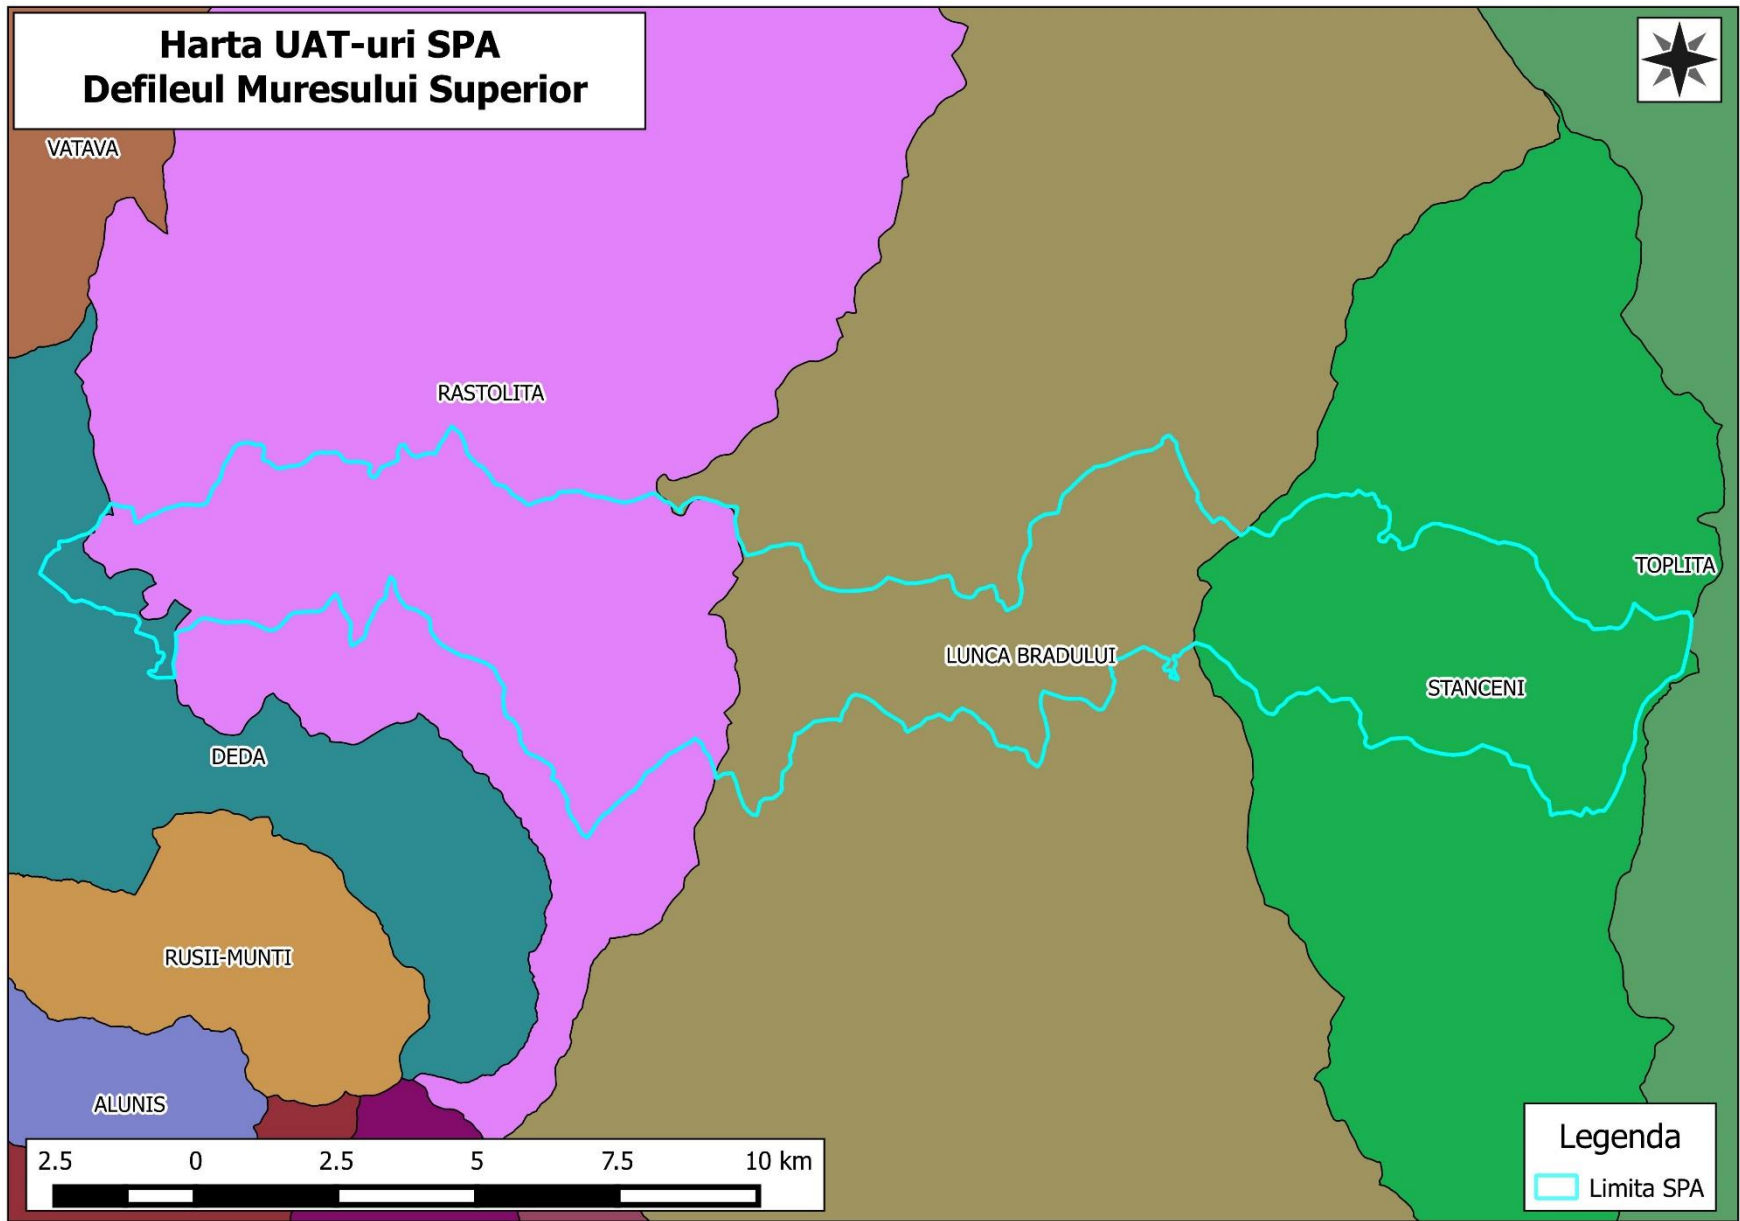 Harta UAT-uri SPA
Defileul Muresului Superior
VATAVA
RASTOLITA
TOPLITA
LUNCA BRADULUI
STANCENI
DEDA
RUSII-MUNTI
ALUNIS
2.5 0 2.5 5 7.5 10 km
Legenda
Limita SPA